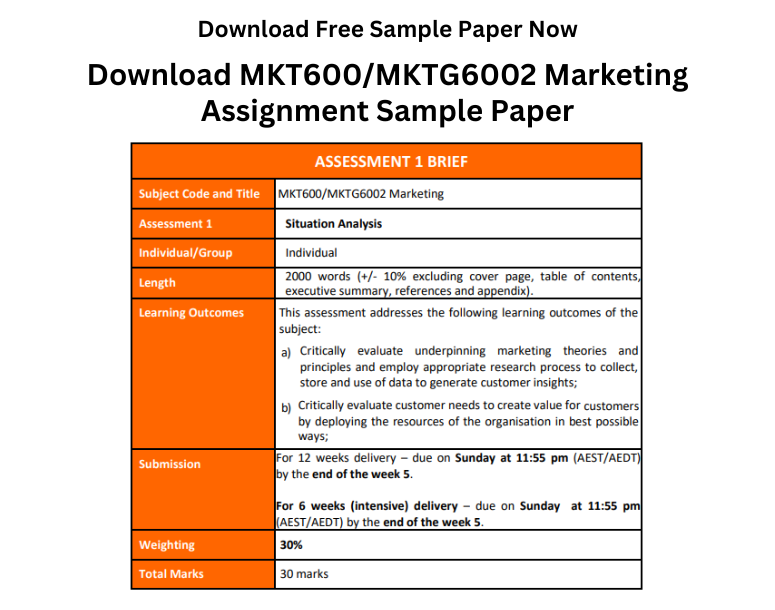 Download Free Sample Paper Now
Download MKT600/MKTG6002 Marketing
Assignment Sample Paper
ASSESSMENT 1 BRIEF
Subject Code and Title MKT600/MKTG6002 Marketing
Assessment 1 Situation Analysis
Individual/Group Individual
Length
2000 words (+/- 10% excluding cover page, table of contents,
executive summary, references and appendix).
Learning Outcomes
This assessment addresses the following learning outcomes of the
subject:
a) Critically evaluate underpinning marketing theories and
principles and employ appropriate research process to collect,
store and use of data to generate customer insights;
b) Critically evaluate customer needs to create value for customers
by deploying the resources of the organisation in best possible
ways;
Submission
For 12 weeks delivery – due on Sunday at 11:55 pm (AEST/AEDT)
by the end of the week 5.
For 6 weeks (intensive) delivery – due on Sunday at 11:55 pm
(AEST/AEDT) by the end of the week 5.
Weighting 30%
Total Marks 30 marks